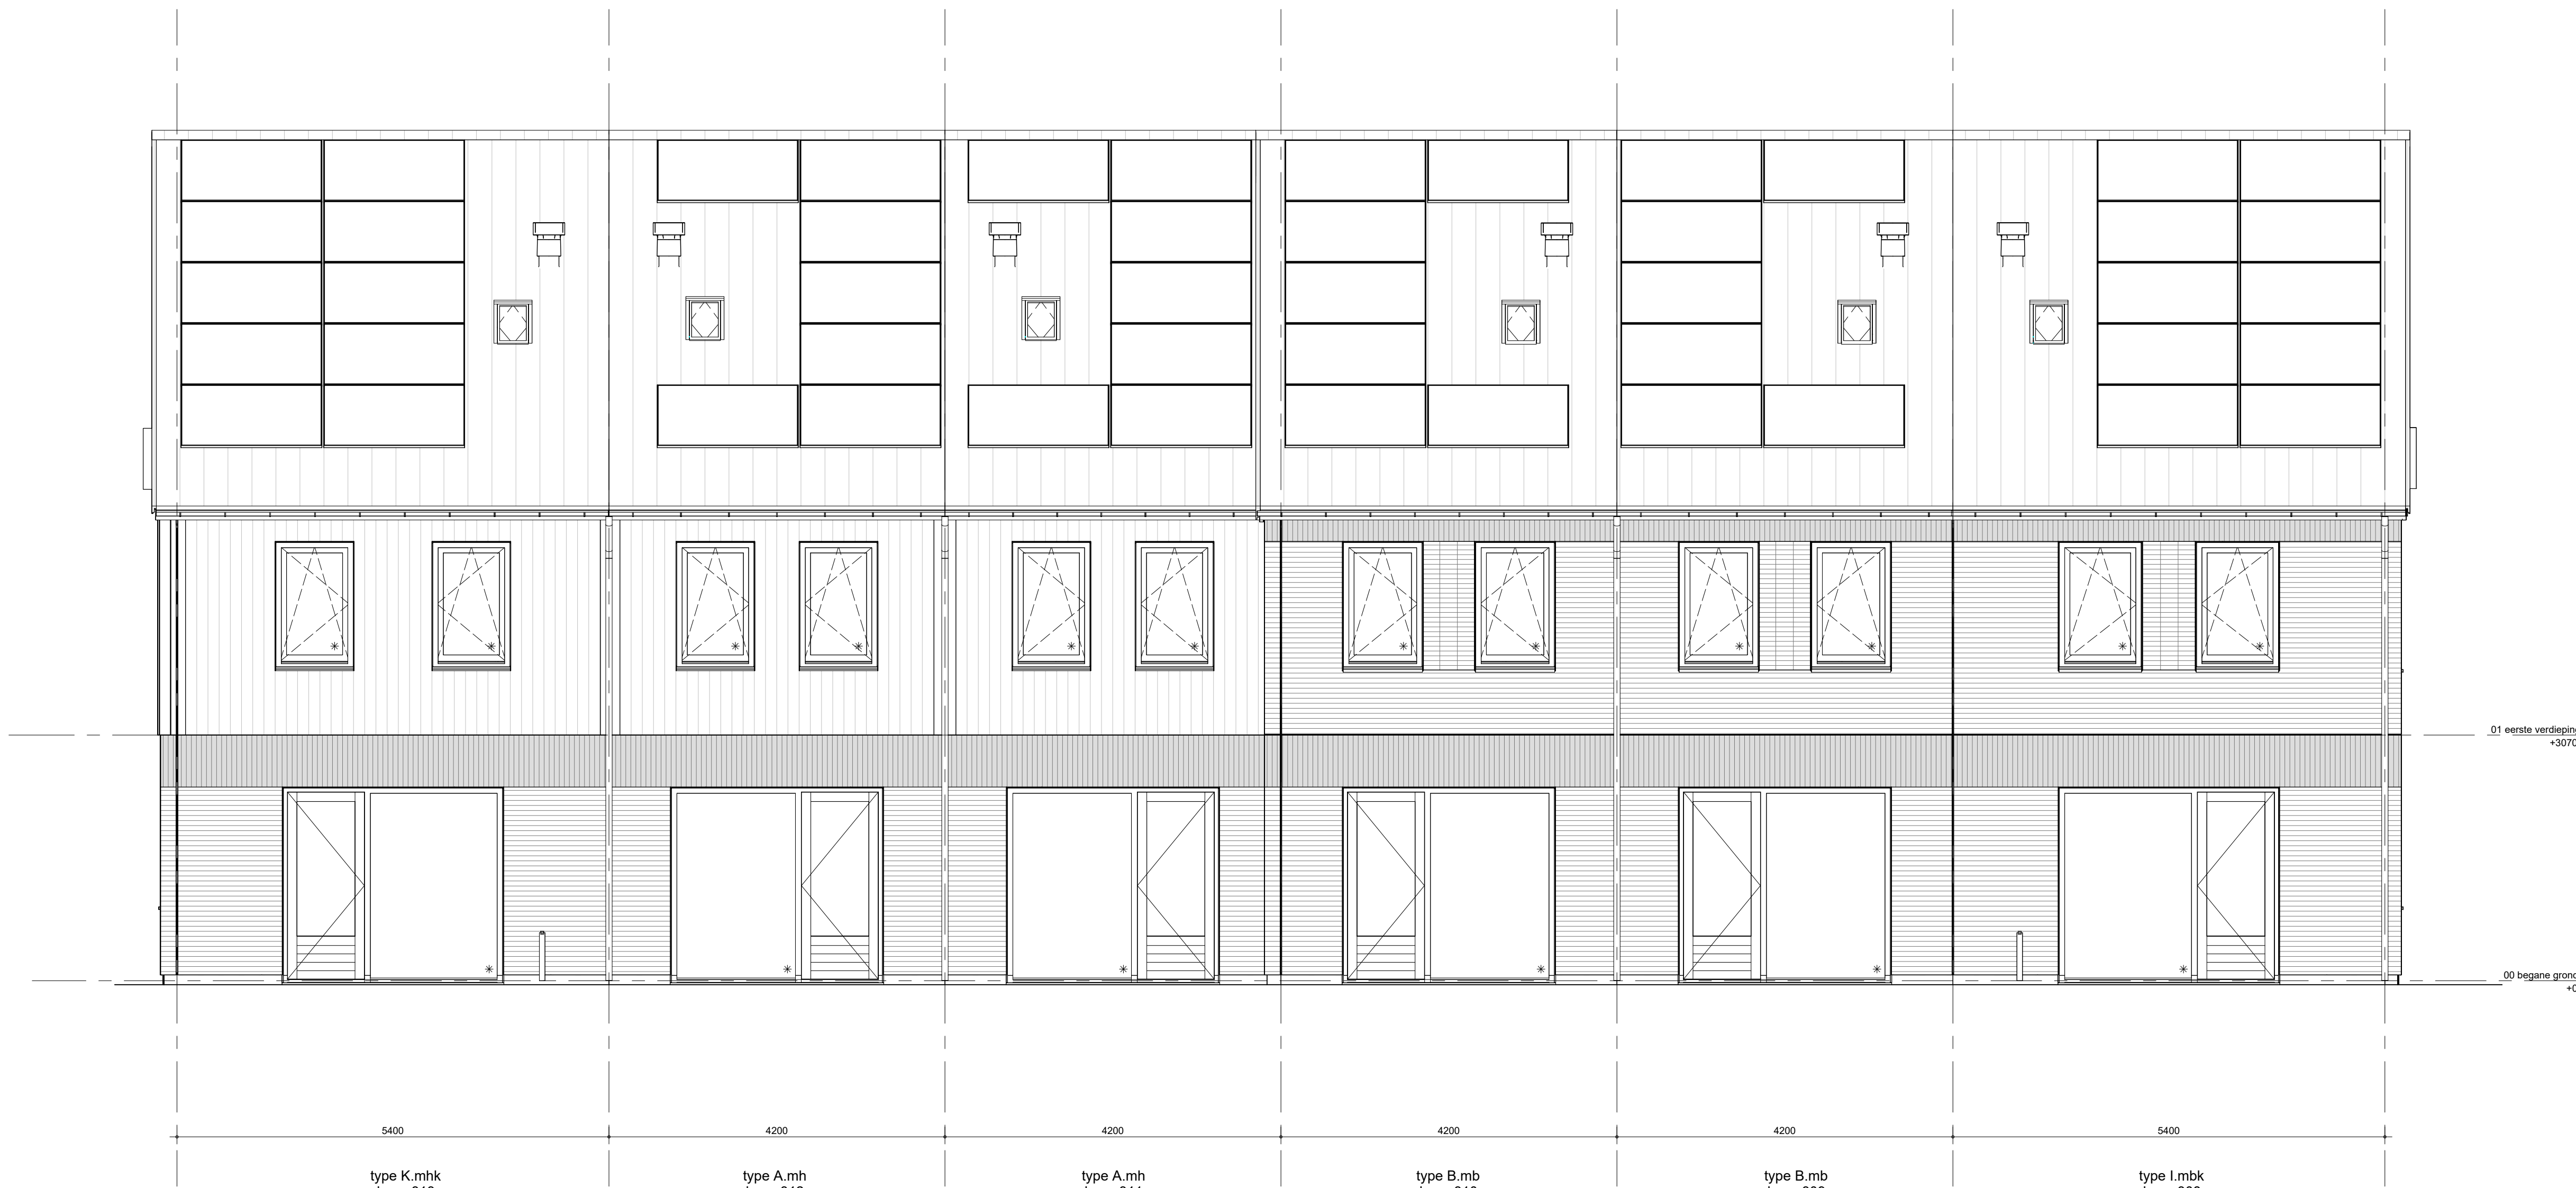 01 eerste verdieping
+3070
00 begane grond
+0
5400 4200 4200 4200 4200 5400
type K.mhk type A.mh type A.mh type B.mb type B.mb type I.mbk